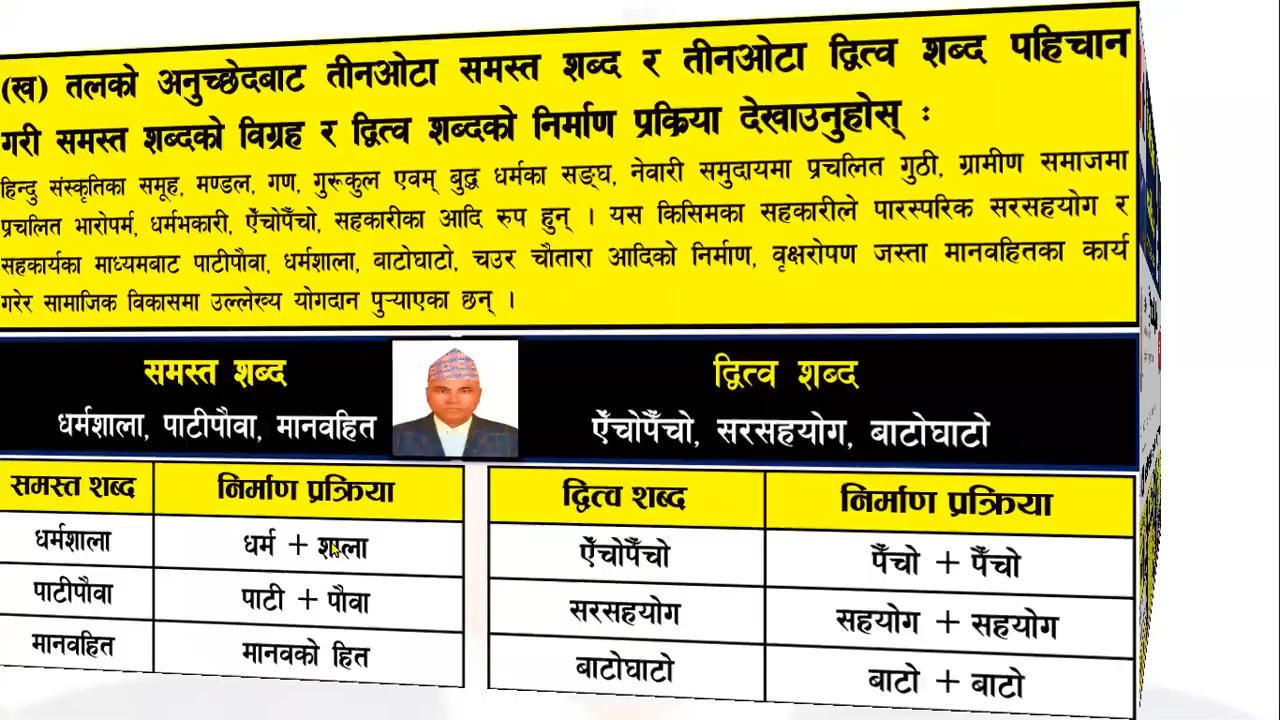 (ख) तलको अनुच्छेदबाट तीनओटा समस्त शब्द र तीनओटा द्वित्व शब्द पहिचान
गरी समस्त शब्दको विग्रह र द्वित्व शब्दको निर्माण प्रक्रिया देखाउनुहोस् :
हिन्दु संस्कृतिका समूह, मण्डल, गण, गुरूकुल एवम् बुद्ध धर्मका सङ्घ, नेवारी समुदायमा प्रचलित गुठी, ग्रामीण समाजमा
प्रचलित भारोपर्म, धर्मभकारी, ऐँचोपैँचो, सहकारीका आदि रुप हुन् । यस किसिमका सहकारीले पारस्परिक सरसहयोग र
सहकार्यका माध्यमबाट पाटीपौवा, धर्मशाला, बाटोघाटो, चउर चौतारा आदिको निर्माण, वृक्षरोपण जस्ता मानवहितका कार्य
गरेर सामाजिक विकासमा उल्लेख्य योगदान पुऱ्याएका छन् ।
समस्त शब्द
धर्मशाला, पाटीपौवा, मानवहित
द्वित्व शब्द
ऐँचोपैँचो, सरसहयोग, बाटोघाटो
समस्त शब्द निर्माण प्रक्रिया
धर्मशाला धर्म + शाला
पाटीपौवा पाटी + पौवा
मानवहित मानवको हित
द्वित्व शब्द निर्माण प्रक्रिया
ऐँचोपैँचो पैँचो + पैँचो
सरसहयोग सहयोग + सहयोग
बाटोघाटो बाटो + बाटो